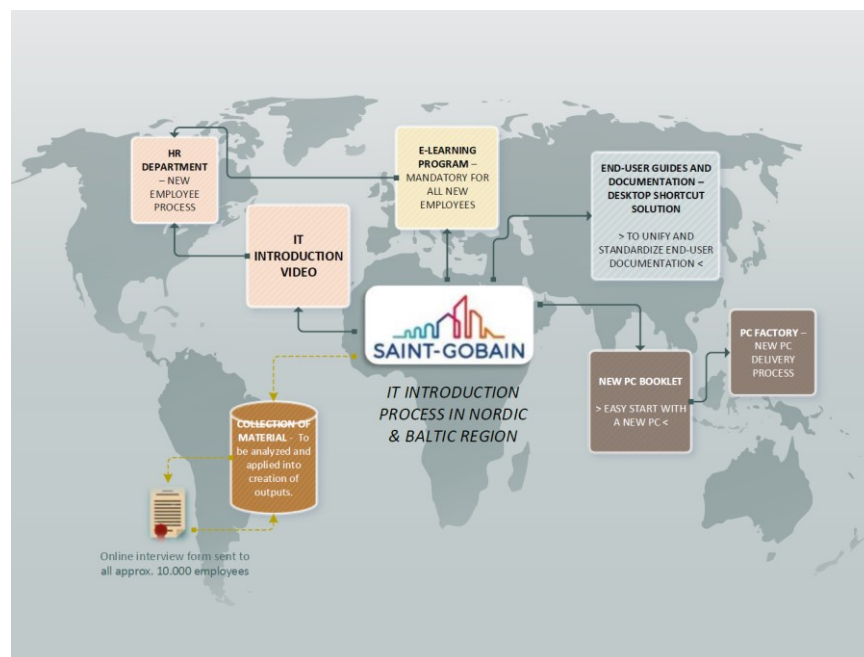 HR
DEPARTMENT
– NEW
EMPLOYEE
PROCESS
E-LEARNING
PROGRAM –
MANDATORY FOR
ALL NEW
EMPLOYEES
END-USER GUIDES AND
DOCUMENTATION –
DESKTOP SHORTCUT
SOLUTION
> TO UNIFY AND
STANDARDIZE END-USER
DOCUMENTATION <
IT
INTRODUCTION
VIDEO
SAINT-GOBAIN
IT INTRODUCTION
PROCESS IN NORDIC
& BALTIC REGION
NEW PC BOOKLET
> EASY START WITH
A NEW PC <
PC FACTORY –
NEW PC
DELIVERY
PROCESS
COLLECTION OF
MATERIAL - To
be analyzed and
applied into
creation of
outputs.
Online interview form sent to
all approx. 10.000 employees